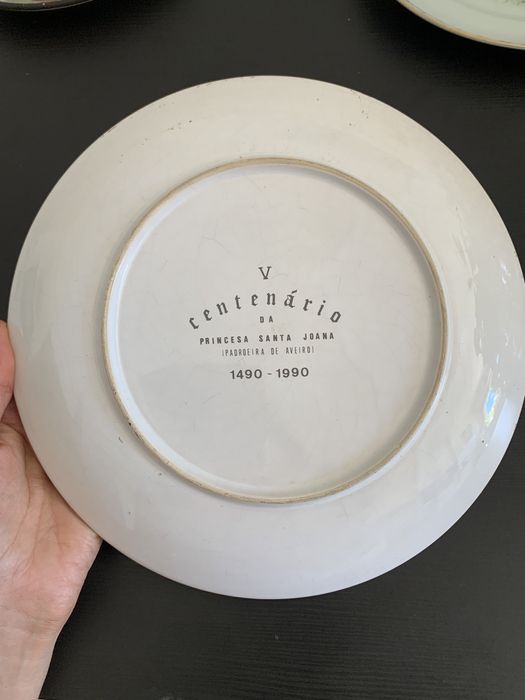 V
centenário
DA
PRINCESA SANTA JOANA
(PADROEIRA DE AVEIRO)
1490 - 1990